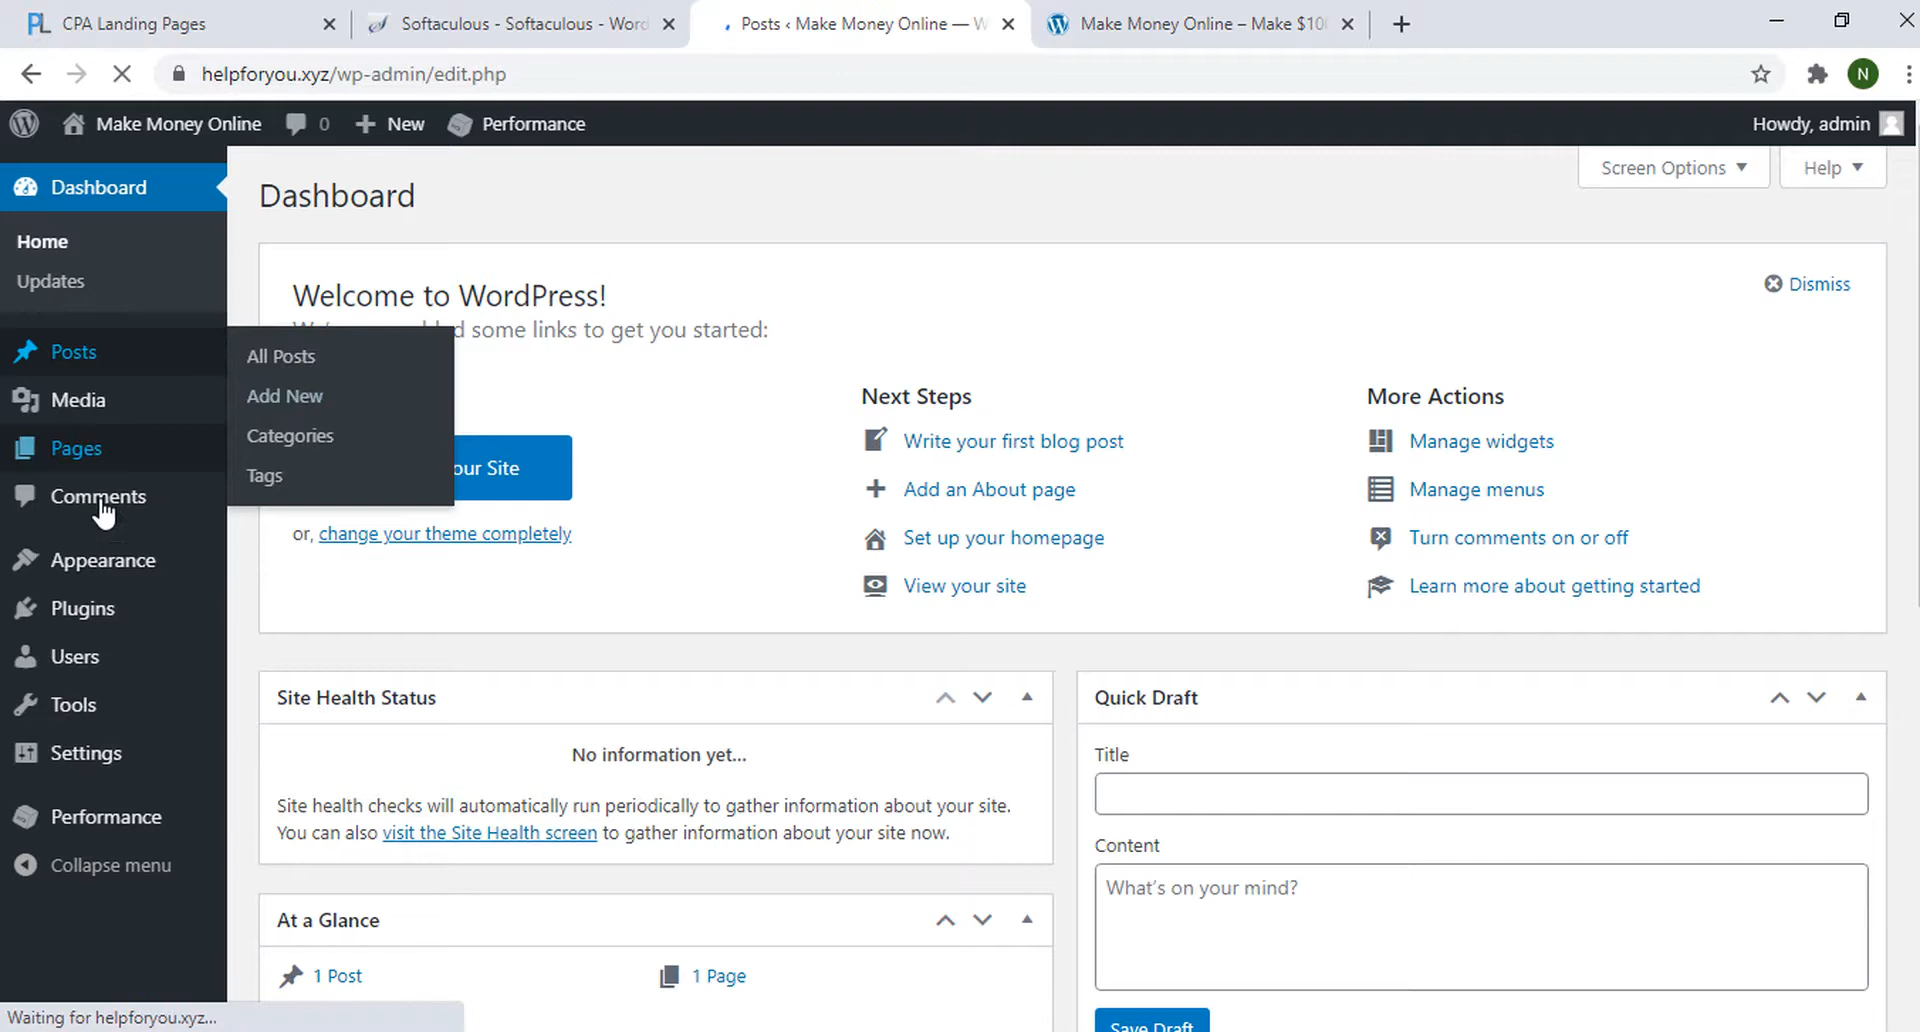 CPA Landing Pages
Softaculous - Softaculous - Word
Posts ‹ Make Money Online — W
Make Money Online – Make $10
helpforyou.xyz/wp-admin/edit.php
N
Make Money Online
0
New
Performance
Howdy, admin
Dashboard
Home
Updates
Posts
Media
Pages
Comments
Appearance
Plugins
Users
Tools
Settings
Performance
Collapse menu
All Posts
Add New
Categories
Tags
Screen Options
Help
Dashboard
Welcome to WordPress!
Dismiss
some links to get you started:
our Site
or, change your theme completely
Next Steps
Write your first blog post
Add an About page
Set up your homepage
View your site
More Actions
Manage widgets
Manage menus
Turn comments on or off
Learn more about getting started
Site Health Status
No information yet...
Site health checks will automatically run periodically to gather information about your site.
You can also visit the Site Health screen to gather information about your site now.
At a Glance
1 Post
1 Page
Quick Draft
Title
Content
What's on your mind?
Save Draft
Waiting for helpforyou.xyz...